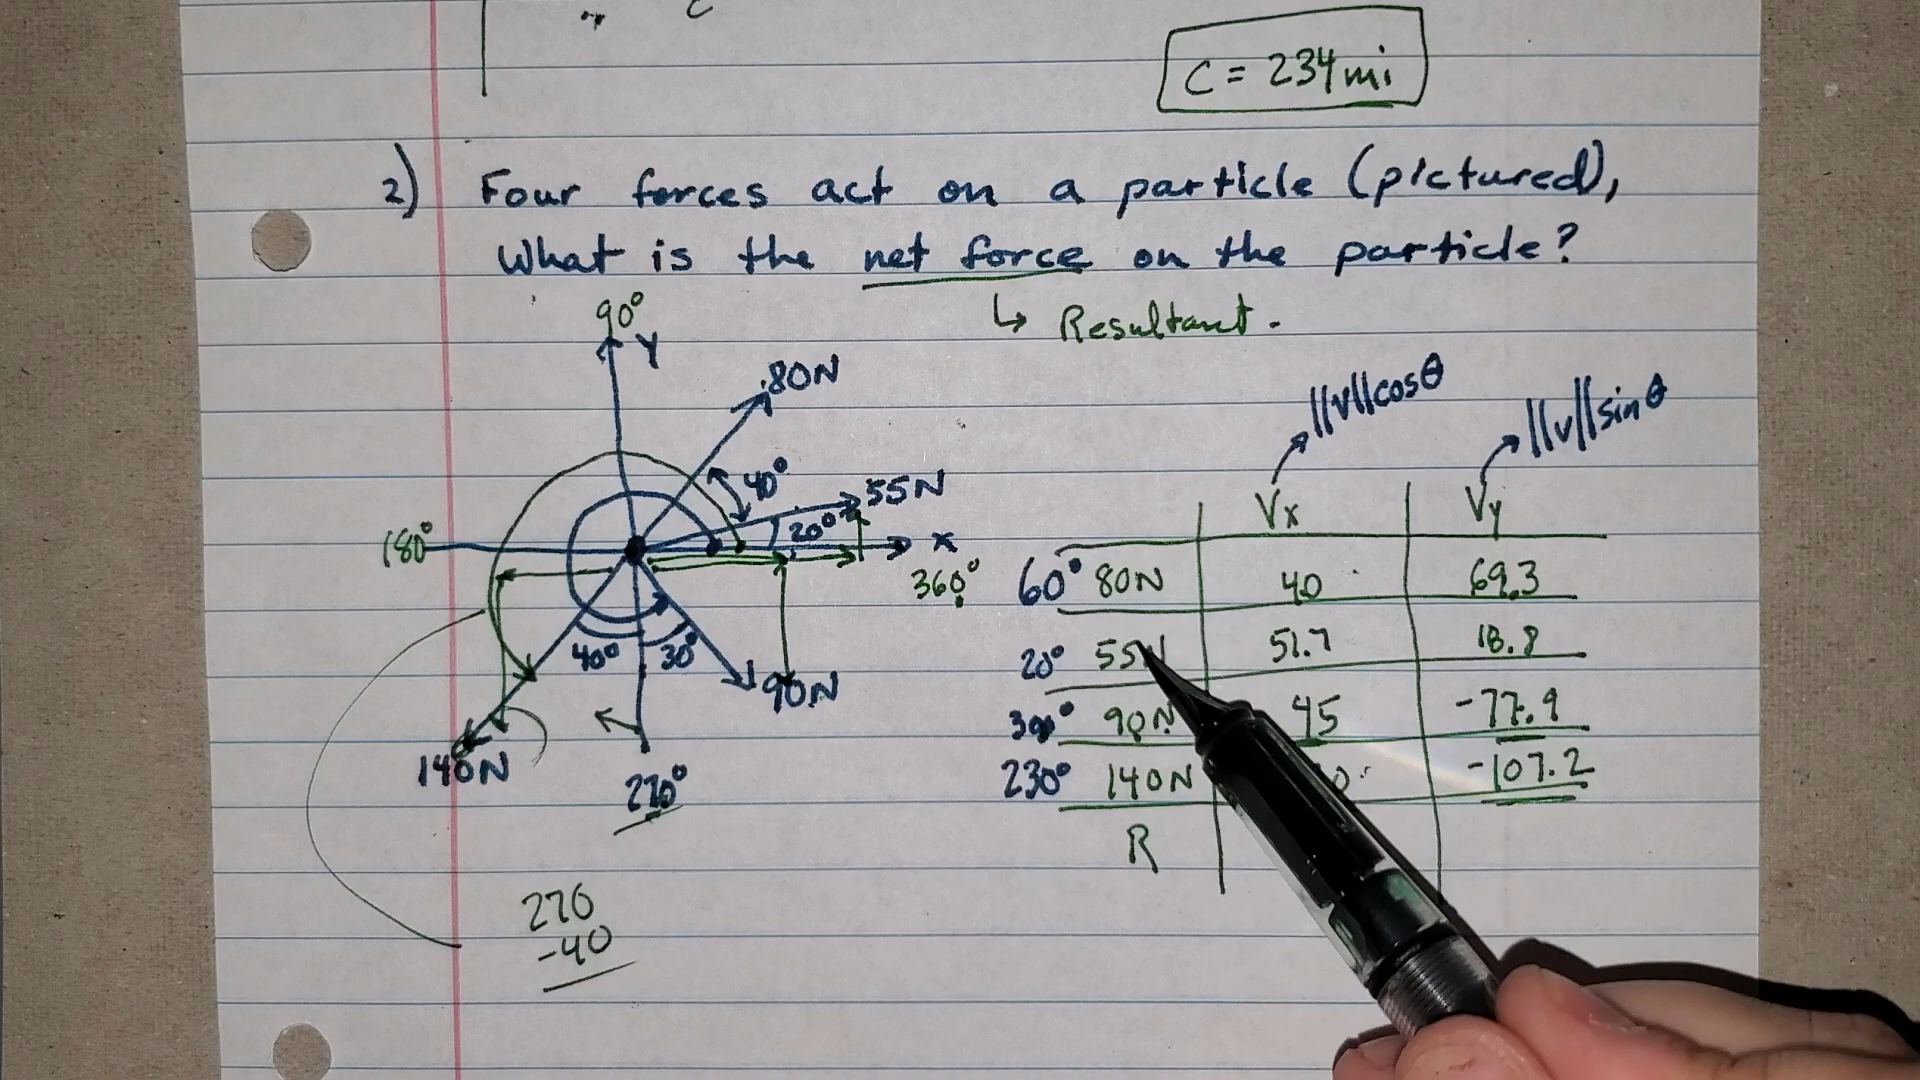 C = 234mi
2) Four forces act on a particle (pictured),
What is the net force on the particle?
↳ Resultant.
90°
Y
80N
40°
55N
20°
x
180°
360°
40°
30°
90N
140N
270°
270
-40
||v||cosθ
||v||sinθ
Vx Vy
60° 80N 40 69.3
20° 55N 51.7 18.8
300° 90N 45 -77.9
230° 140N -107.2
R